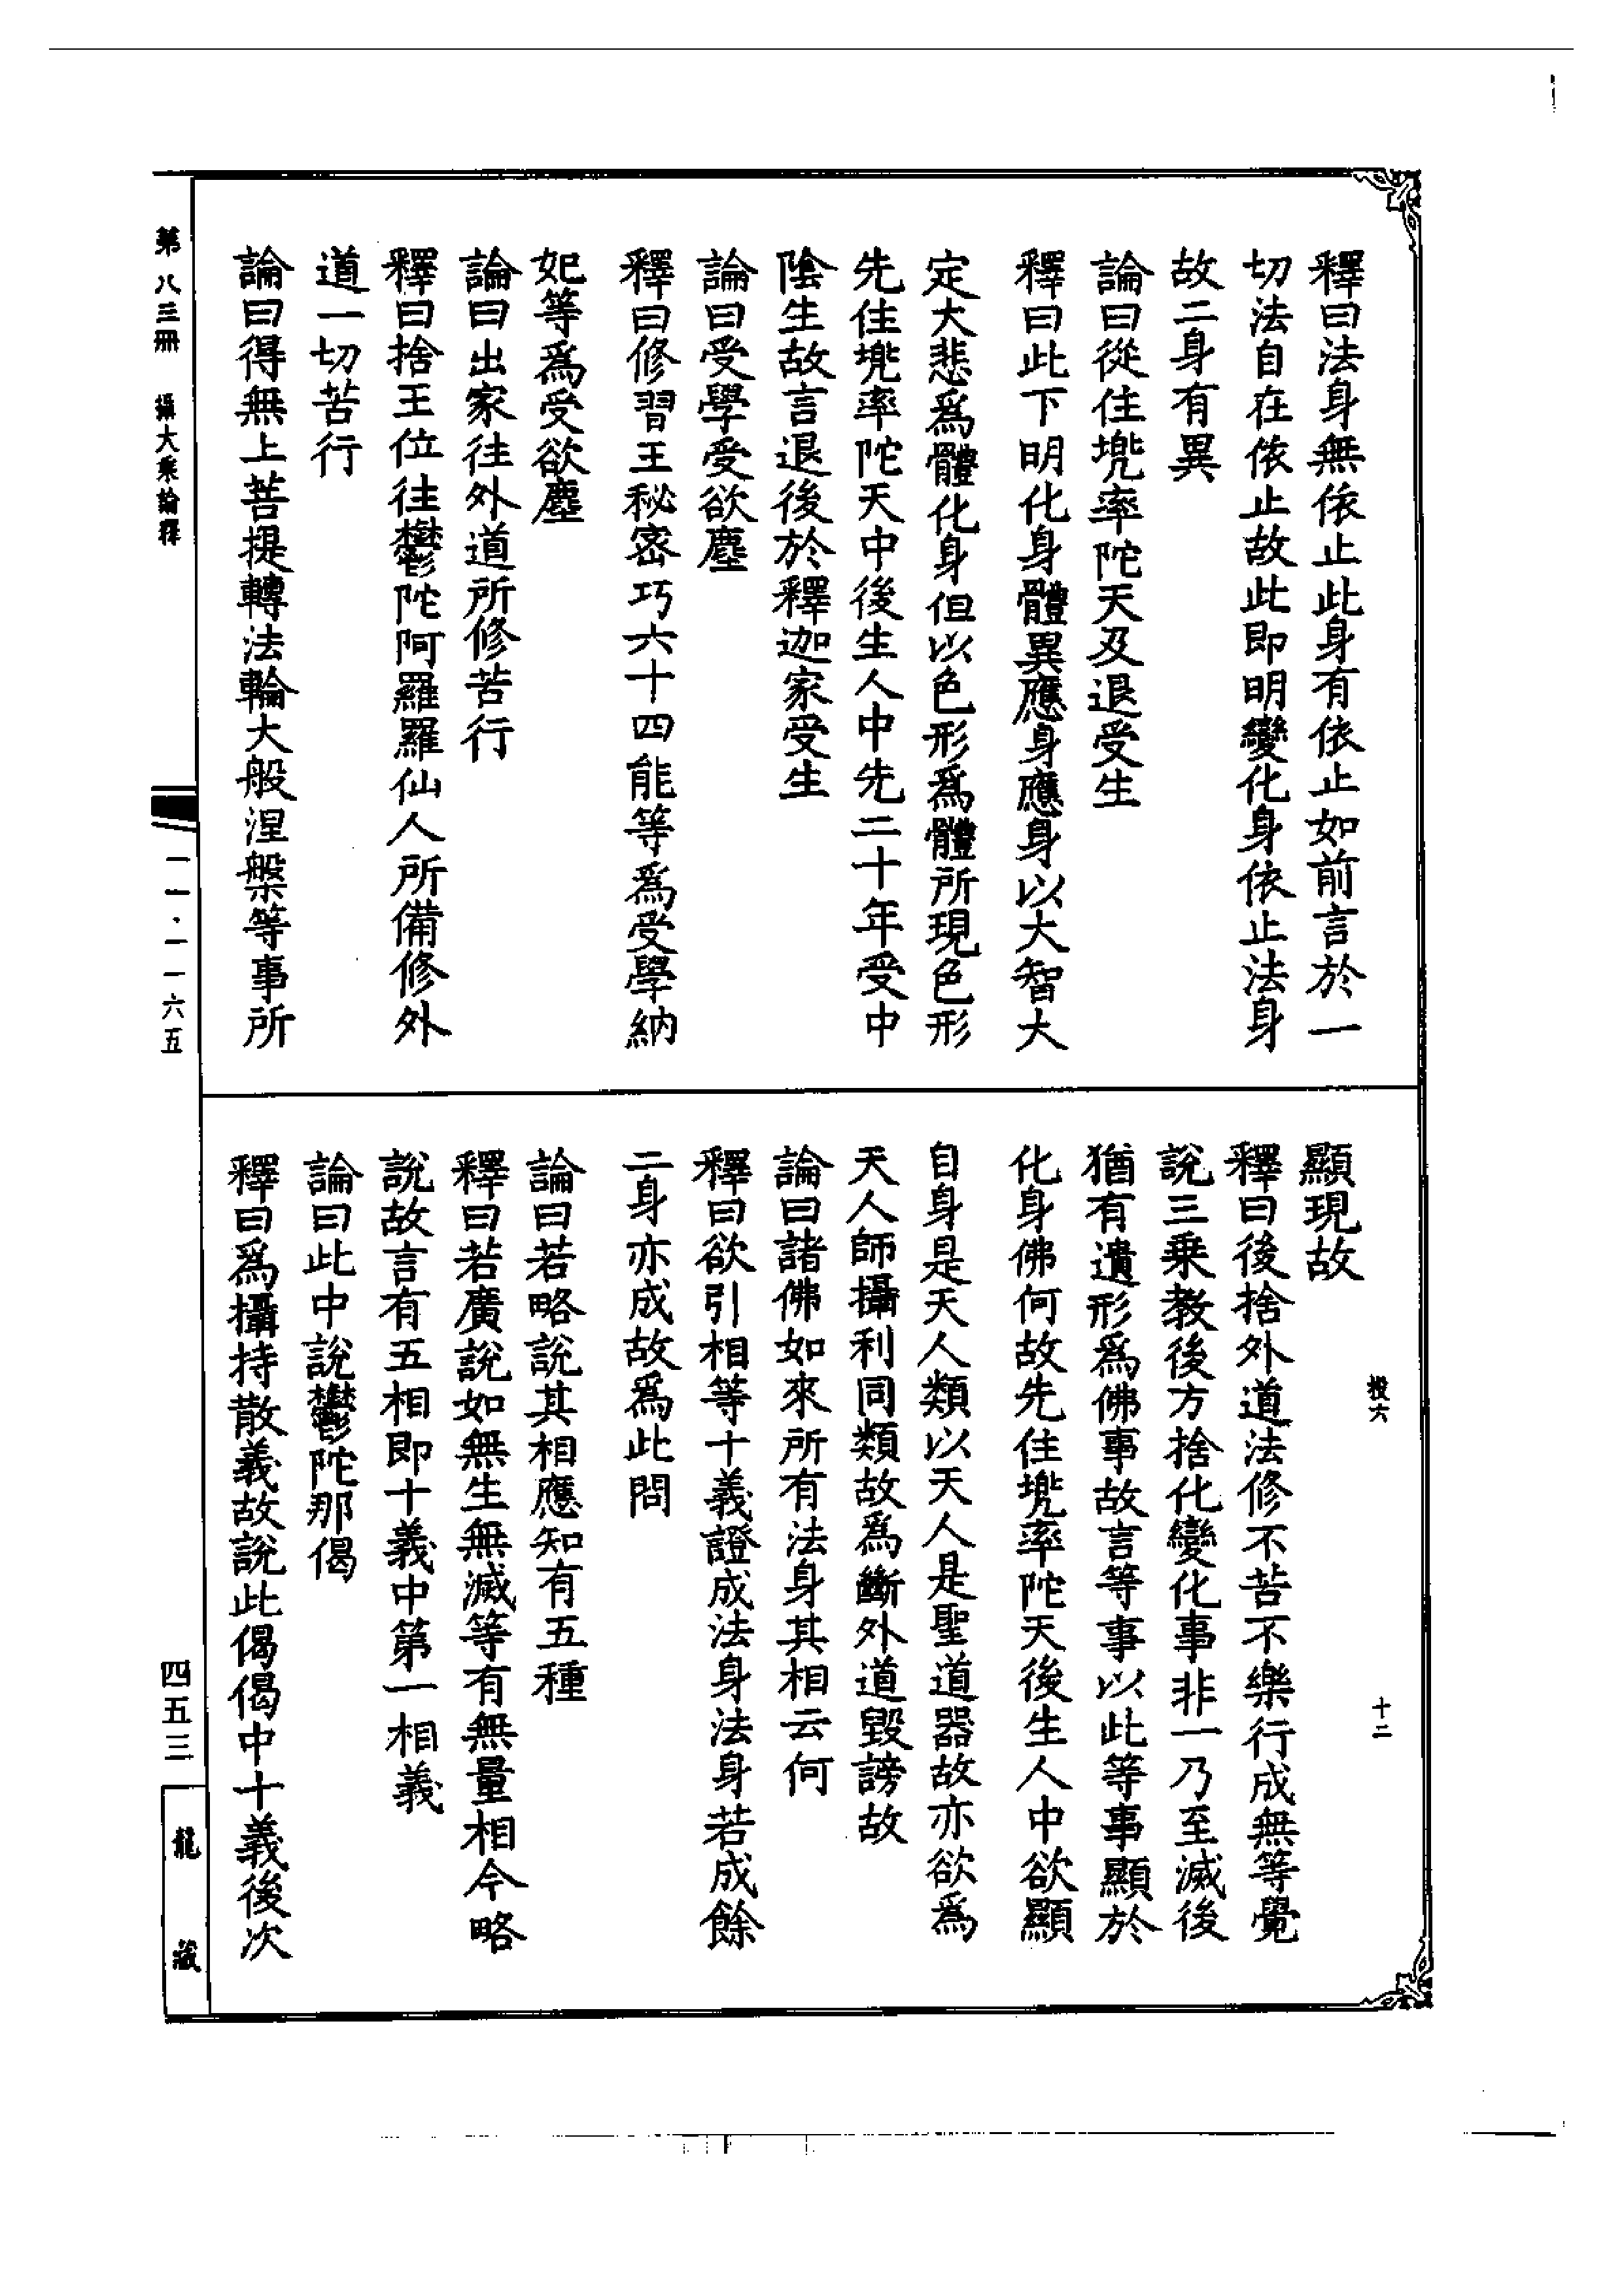 釋曰法身無依止此身有依止如前言於一
切法自在依止故此即明變化身依止法身
故二身有異
論曰從住兠率陀天及退受生
釋曰此下明化身體異應身應身以大智大
定大悲爲體化身但以色形爲體所現色形
先住兠率陀天中後生人中先二十年受中
陰生故言退後於釋迦家受生
論曰受學受欲塵
釋曰修習王秘密巧六十四能等爲受學納
妃等爲受欲塵
論曰出家往外道所修苦行
釋曰捨王位往鬱陀阿羅羅仙人所備修外
道一切苦行
論曰得無上菩提轉法輪大般涅槃等事所
顯現故
釋曰後捨外道法修不苦不樂行成無等覺
說三乘教後方捨化變化事非一乃至滅後
猶有遺形爲佛事故言等事以此等事顯於
化身佛何故先住兠率陀天後生人中欲顯
自身是天人類以天人是聖道器故亦欲爲
天人師攝利同類故爲斷外道毀謗故
論曰諸佛如來所有法身其相云何
釋曰欲引相等十義證成法身法身若成餘
二身亦成故爲此問
論曰若略說其相應知有五種
釋曰若廣說如無生無滅等有無量相今略
說故言有五相即十義中第一相義
論曰此中說鬱陀那偈
釋曰爲攝持散義故說此偈偈中十義後次
投六
十二
第八三冊 攝大乘論釋
一一·一一六五
四五三
龍藏